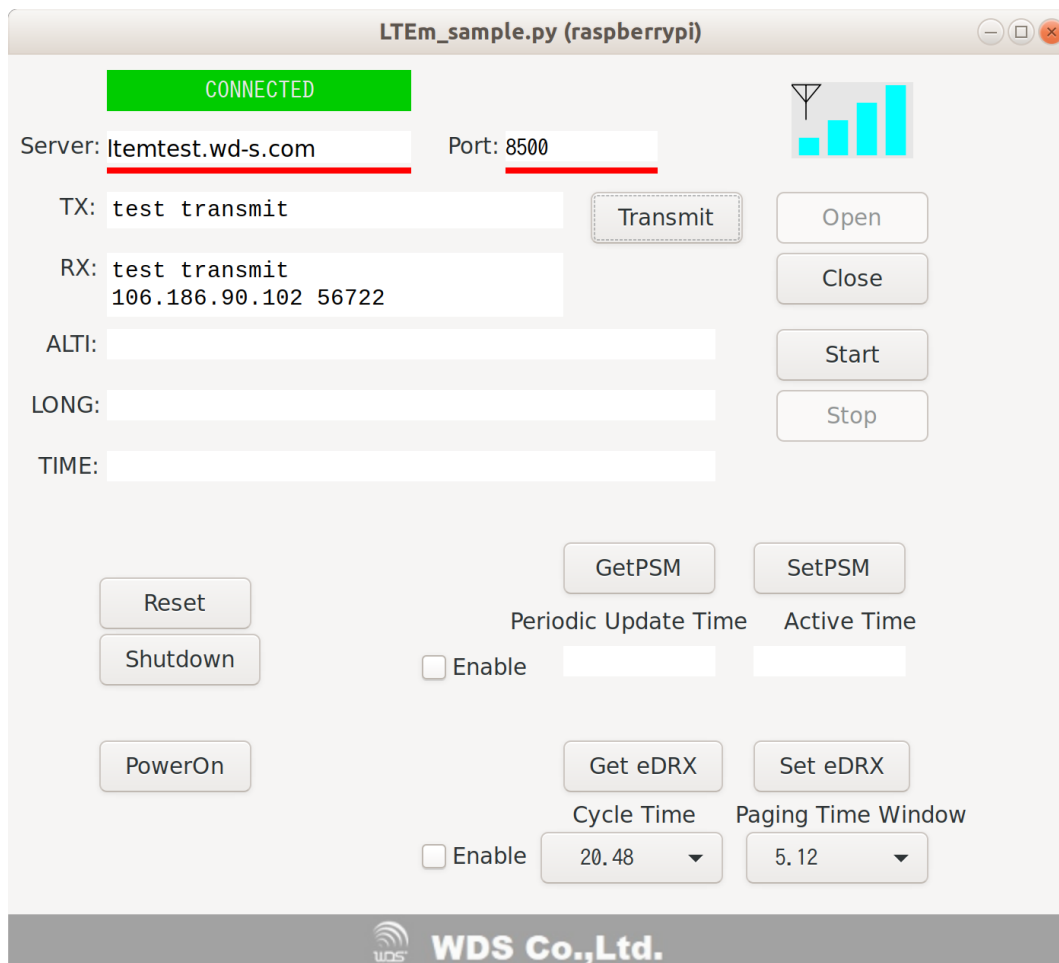 LTEm_sample.py (raspberrypi)
CONNECTED
Server: ltemtest.wd-s.com Port: 8500
TX: test transmit Transmit Open
RX: test transmit
106.186.90.102 56722 Close
ALTI: Start
LONG: Stop
TIME:
GetPSM SetPSM
Reset
Periodic Update Time Active Time
Shutdown Enable
PowerOn Get eDRX Set eDRX
Cycle Time Paging Time Window
Enable 20.48 5.12
WDS WDS Co.,Ltd.